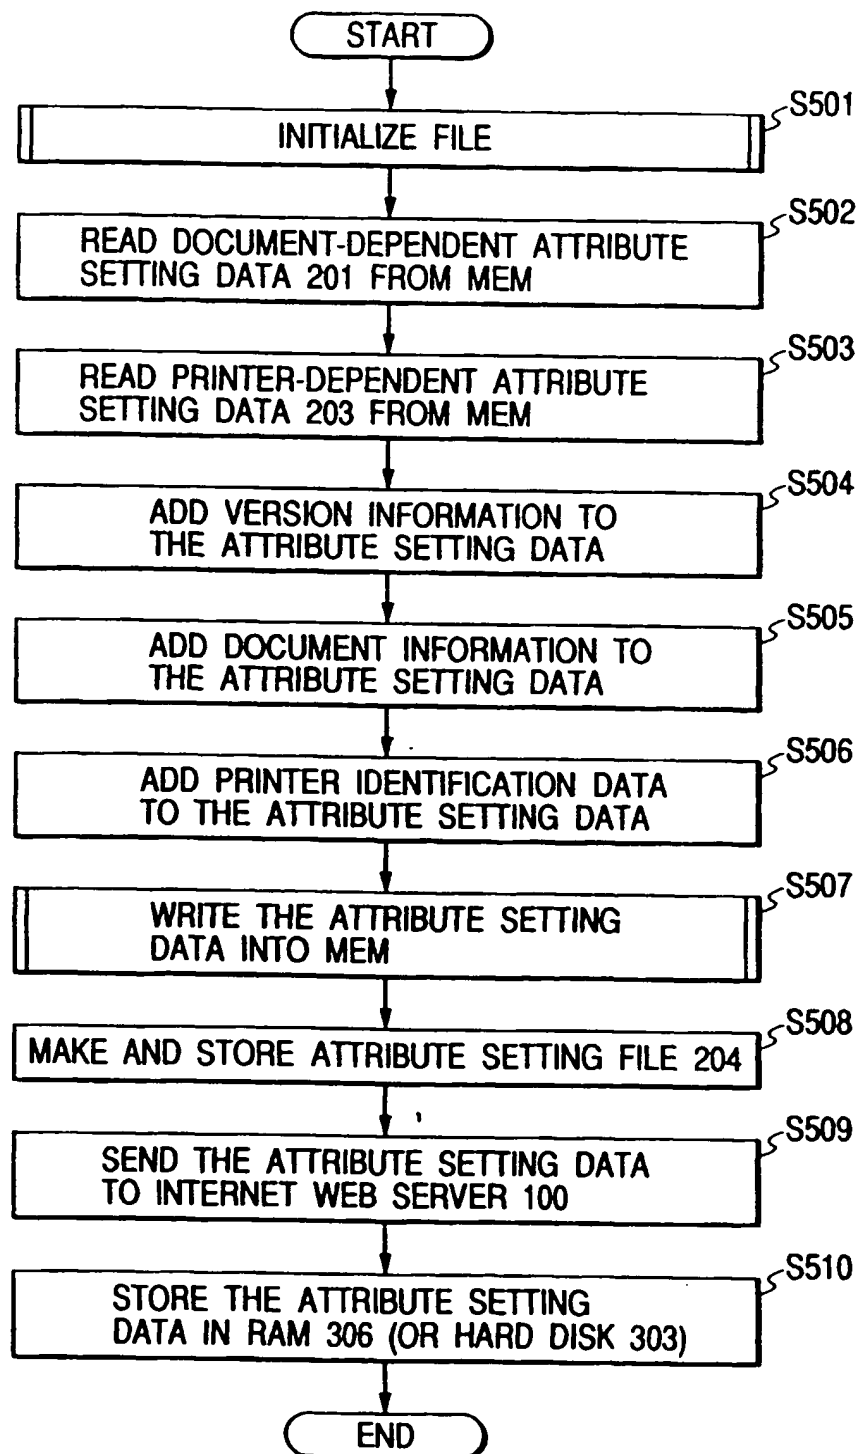 START
S501
INITIALIZE FILE
S502
READ DOCUMENT-DEPENDENT ATTRIBUTE
SETTING DATA 201 FROM MEM
S503
READ PRINTER-DEPENDENT ATTRIBUTE
SETTING DATA 203 FROM MEM
S504
ADD VERSION INFORMATION TO
THE ATTRIBUTE SETTING DATA
S505
ADD DOCUMENT INFORMATION TO
THE ATTRIBUTE SETTING DATA
S506
ADD PRINTER IDENTIFICATION DATA
TO THE ATTRIBUTE SETTING DATA
S507
WRITE THE ATTRIBUTE SETTING
DATA INTO MEM
S508
MAKE AND STORE ATTRIBUTE SETTING FILE 204
S509
SEND THE ATTRIBUTE SETTING DATA
TO INTERNET WEB SERVER 100
S510
STORE THE ATTRIBUTE SETTING
DATA IN RAM 306 (OR HARD DISK 303)
END